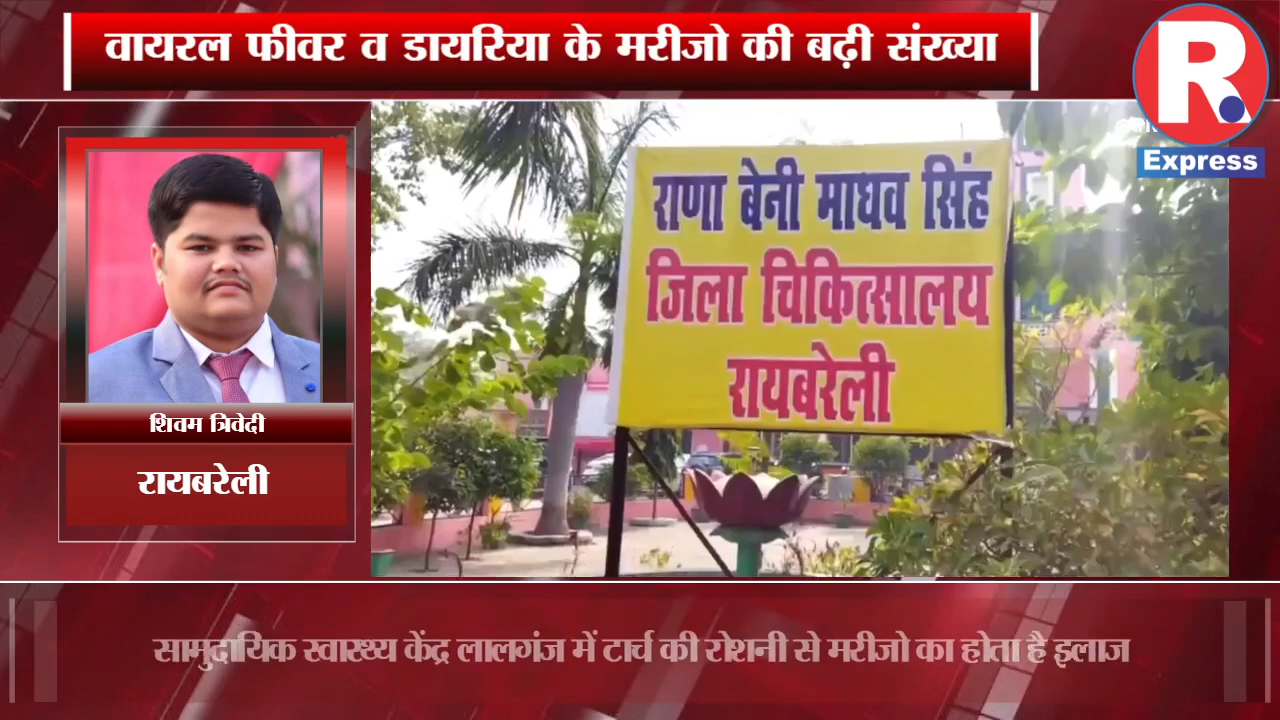 वायरल फीवर व डायरिया के मरीजो की बढ़ी संख्या
R.
Express
राणा बेनी माधव सिंह
जिला चिकित्सालय
रायबरेली
शिवम त्रिवेदी
रायबरेली
सामुदायिक स्वास्थ्य केंद्र लालगंज में टार्च की रोशनी से मरीजो का होता है इलाज